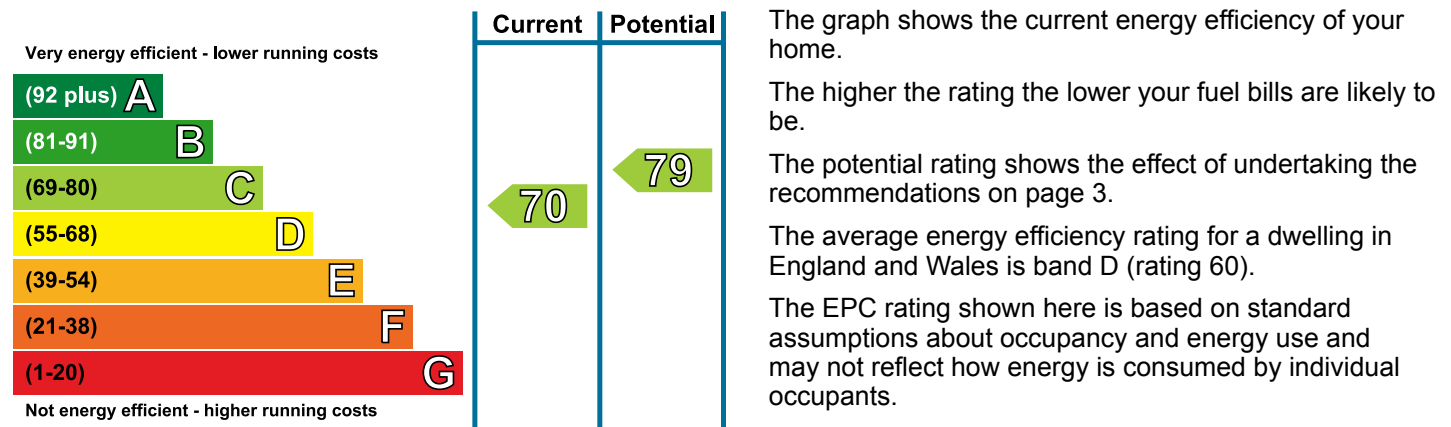 Current Potential
Very energy efficient - lower running costs
(92 plus) A
(81-91) B
(69-80) C
(55-68) D
(39-54) E
(21-38) F
(1-20) G
Not energy efficient - higher running costs
70
79
The graph shows the current energy efficiency of your
home.
The higher the rating the lower your fuel bills are likely to
be.
The potential rating shows the effect of undertaking the
recommendations on page 3.
The average energy efficiency rating for a dwelling in
England and Wales is band D (rating 60).
The EPC rating shown here is based on standard
assumptions about occupancy and energy use and
may not reflect how energy is consumed by individual
occupants.